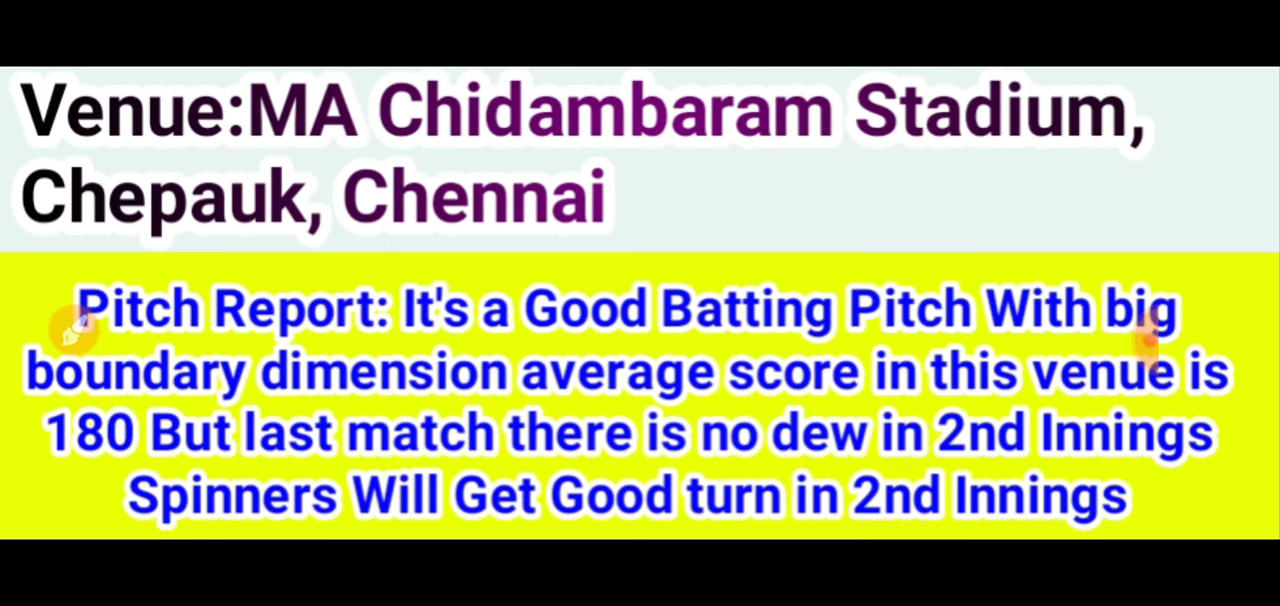 Venue:MA Chidambaram Stadium,
Chepauk, Chennai
Pitch Report: It's a Good Batting Pitch With big
boundary dimension average score in this venue is
180 But last match there is no dew in 2nd Innings
Spinners Will Get Good turn in 2nd Innings